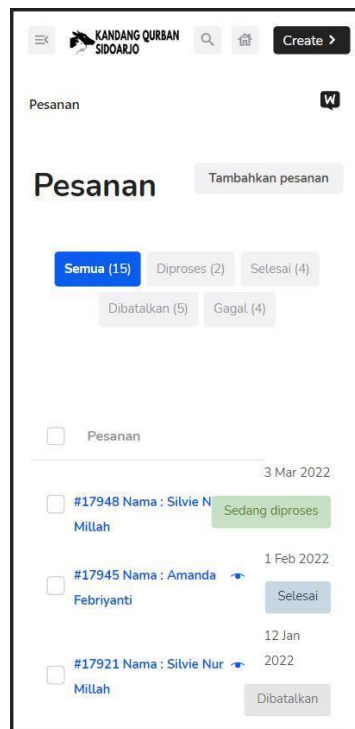 KANDANG QURBAN
SIDOARJO
Create >
Pesanan
W
Pesanan
Tambahkan pesanan
Semua (15)
Diproses (2)
Selesai (4)
Dibatalkan (5)
Gagal (4)
Pesanan
3 Mar 2022
#17948 Nama : Silvie N
Millah
Sedang diproses
1 Feb 2022
#17945 Nama : Amanda
Febriyanti
Selesai
12 Jan
2022
#17921 Nama : Silvie Nur
Millah
Dibatalkan